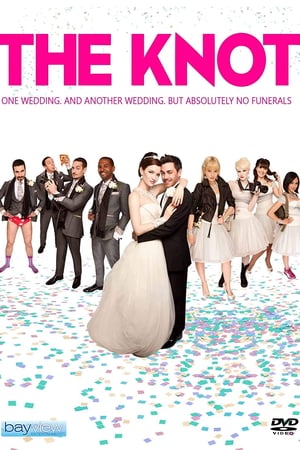 THE KNOT
ONE WEDDING. AND ANOTHER WEDDING. BUT ABSOLUTELY NO FUNERALS
bayview
DVD
VIDEO